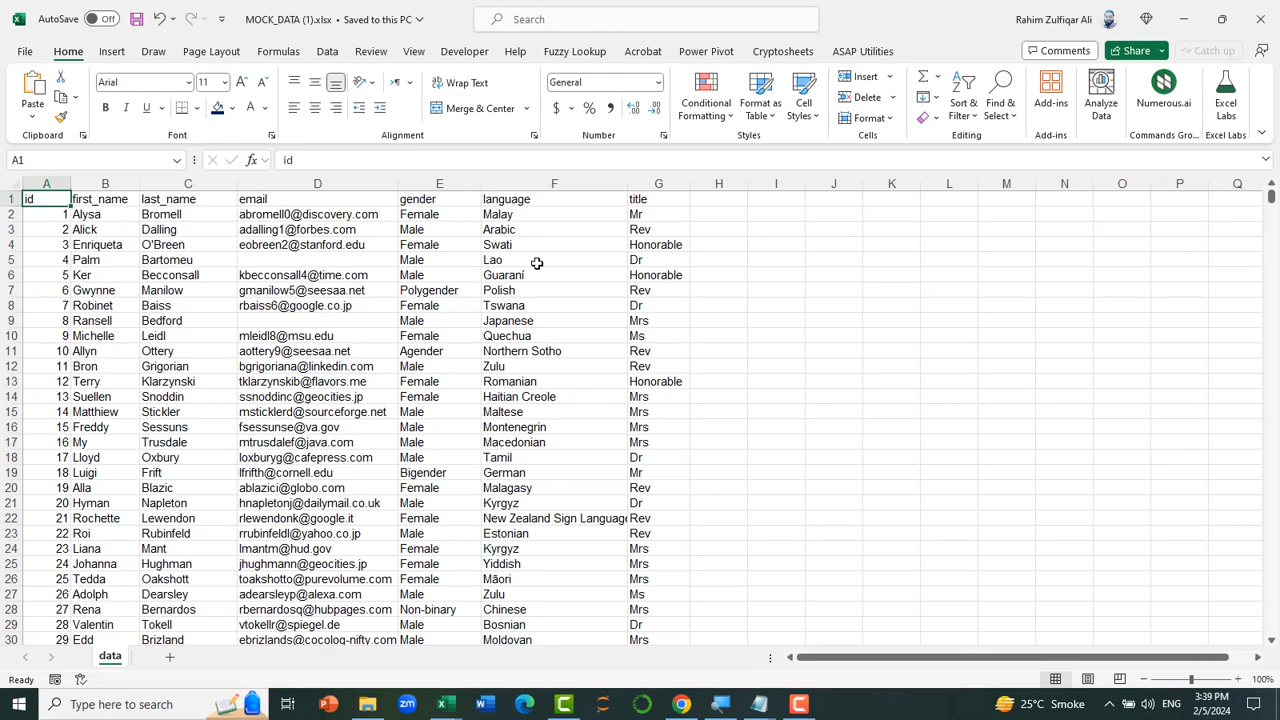 AutoSave Off MOCK_DATA (1).xlsx • Saved to this PC Search Rahim Zulfiqar Ali
File Home Insert Draw Page Layout Formulas Data Review View Developer Help Fuzzy Lookup Acrobat Power Pivot Cryptosheets ASAP Utilities Comments Share Catch up
Paste Arial 11 Wrap Text General Conditional Formatting Format as Table Cell Styles Insert Sort & Filter Find & Select Add-ins Analyze Data Numerous.ai Excel Labs
B I U Merge & Center $ % Delete
Format
Clipboard Font Alignment Number Styles Cells Editing Add-ins Commands Gro... Excel Labs
A1 fx id
A B C D E F G H I J K L M N O P Q
1 id first_name last_name email gender language title
2 1 Alysa Bromell abromell0@discovery.com Female Malay Mr
3 2 Alick Dalling adalling1@forbes.com Male Arabic Rev
4 3 Enriqueta O'Breen eobreen2@stanford.edu Female Swati Honorable
5 4 Palm Bartomeu Male Lao Dr
6 5 Ker Becconsall kbecconsall4@time.com Male Guaraní Honorable
7 6 Gwynne Manilow gmanilow5@seesaa.net Polygender Polish Rev
8 7 Robinet Baiss rbaiss6@google.co.jp Female Tswana Dr
9 8 Ransell Bedford Male Japanese Mrs
10 9 Michelle Leidl mleidl8@msu.edu Female Quechua Ms
11 10 Allyn Ottery aottery9@seesaa.net Agender Northern Sotho Rev
12 11 Bron Grigorian bgrigoriana@linkedin.com Male Zulu Rev
13 12 Terry Klarzynski tklarzynskib@flavors.me Female Romanian Honorable
14 13 Suellen Snoddin ssnoddinc@geocities.jp Female Haitian Creole Mrs
15 14 Matthiew Stickler msticklerd@sourceforge.net Male Maltese Mrs
16 15 Freddy Sessuns fsessunse@va.gov Male Montenegrin Mrs
17 16 My Trusdale mtrusdalef@java.com Male Macedonian Mrs
18 17 Lloyd Oxbury loxburyg@cafepress.com Male Tamil Dr
19 18 Luigi Frift lfrifth@cornell.edu Bigender German Mr
20 19 Alla Blazic ablazici@globo.com Female Malagasy Rev
21 20 Hyman Napleton hnapletonj@dailymail.co.uk Male Kyrgyz Dr
22 21 Rochette Lewendon rlewendonk@google.it Female New Zealand Sign Language Rev
23 22 Roi Rubinfeld rrubinfeldl@yahoo.co.jp Male Estonian Rev
24 23 Liana Mant lmantm@hud.gov Female Kyrgyz Mrs
25 24 Johanna Hughman jhughmann@geocities.jp Female Yiddish Mrs
26 25 Tedda Oakshott toakshotto@purevolume.com Female Māori Mrs
27 26 Adolph Dearsley adearsleyp@alexa.com Male Zulu Ms
28 27 Rena Bernardos rbernardosq@hubpages.com Non-binary Chinese Mrs
29 28 Valentin Tokell vtokellr@spiegel.de Male Bosnian Dr
30 29 Edd Brizland ebrizlands@cocolog-nifty.com Male Moldovan Mrs
data
Ready 100%
Type here to search 25°C Smoke ENG 3:39 PM
2/5/2024